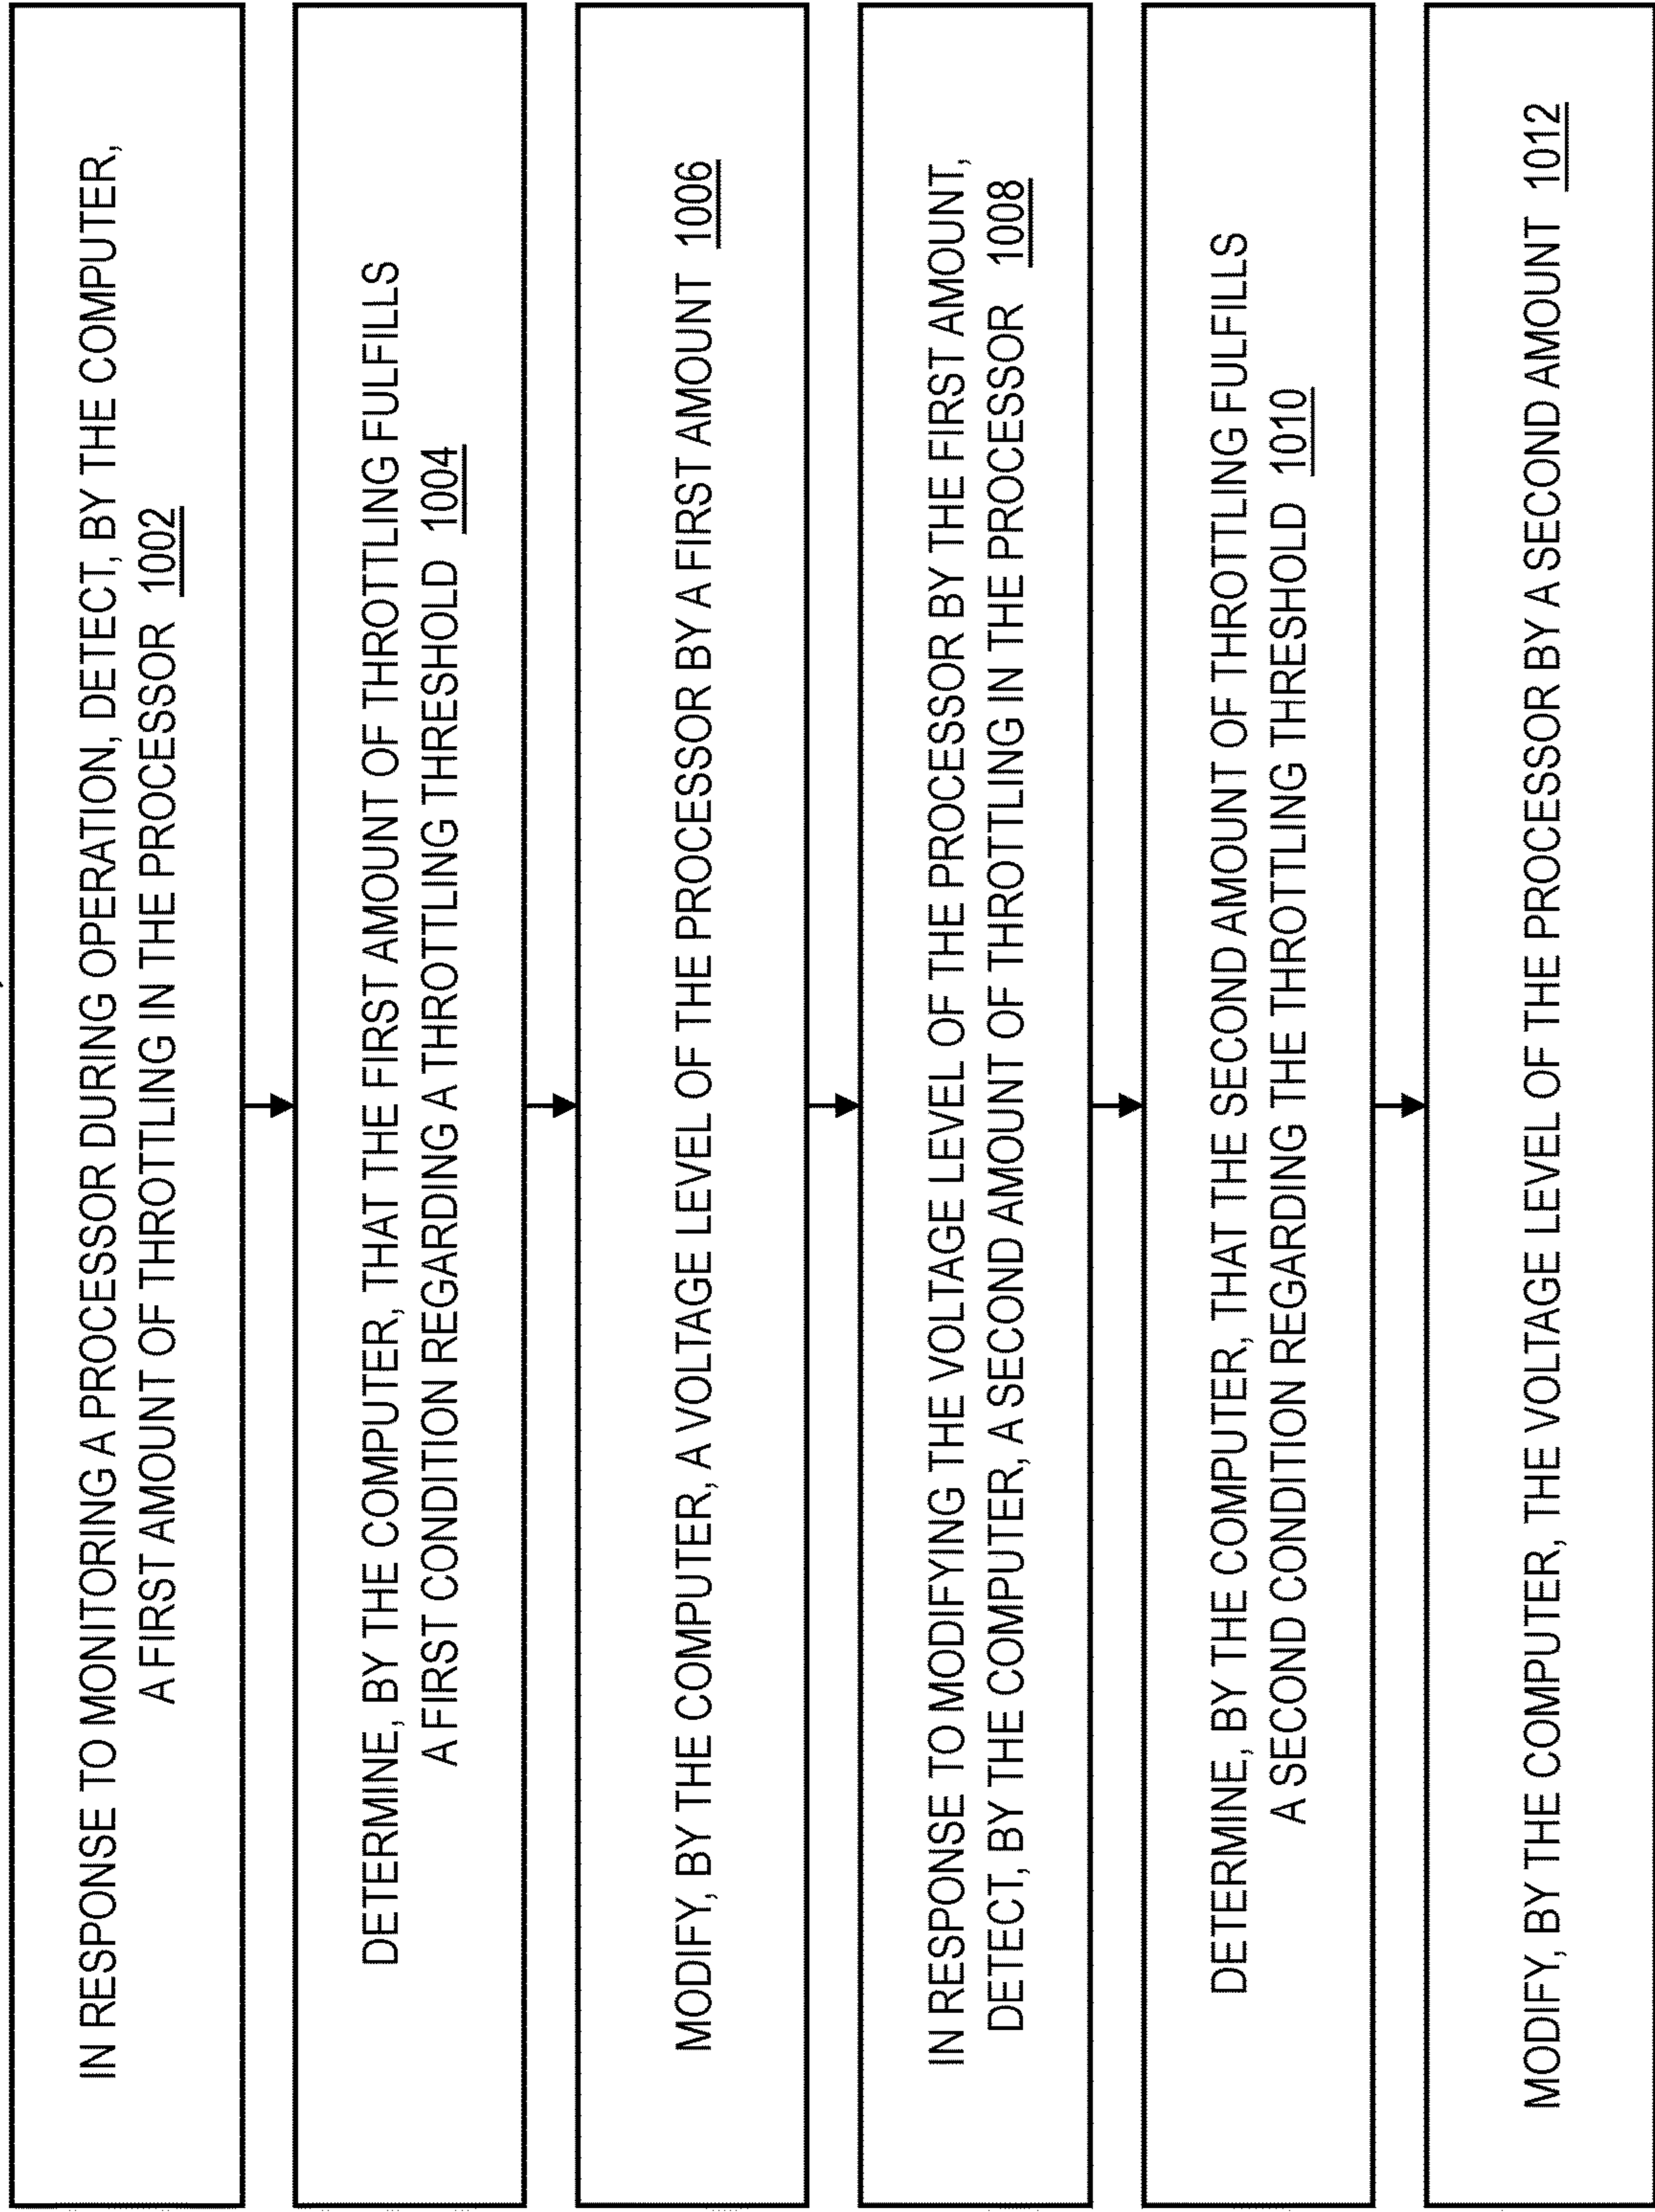 IN RESPONSE TO MONITORING A PROCESSOR DURING OPERATION, DETECT, BY THE COMPUTER,
A FIRST AMOUNT OF THROTTLING IN THE PROCESSOR 1002
DETERMINE, BY THE COMPUTER, THAT THE FIRST AMOUNT OF THROTTLING FULFILLS
A FIRST CONDITION REGARDING A THROTTLING THRESHOLD 1004
MODIFY, BY THE COMPUTER, A VOLTAGE LEVEL OF THE PROCESSOR BY A FIRST AMOUNT 1006
IN RESPONSE TO MODIFYING THE VOLTAGE LEVEL OF THE PROCESSOR BY THE FIRST AMOUNT,
DETECT, BY THE COMPUTER, A SECOND AMOUNT OF THROTTLING IN THE PROCESSOR 1008
DETERMINE, BY THE COMPUTER, THAT THE SECOND AMOUNT OF THROTTLING FULFILLS
A SECOND CONDITION REGARDING THE THROTTLING THRESHOLD 1010
MODIFY, BY THE COMPUTER, THE VOLTAGE LEVEL OF THE PROCESSOR BY A SECOND AMOUNT 1012